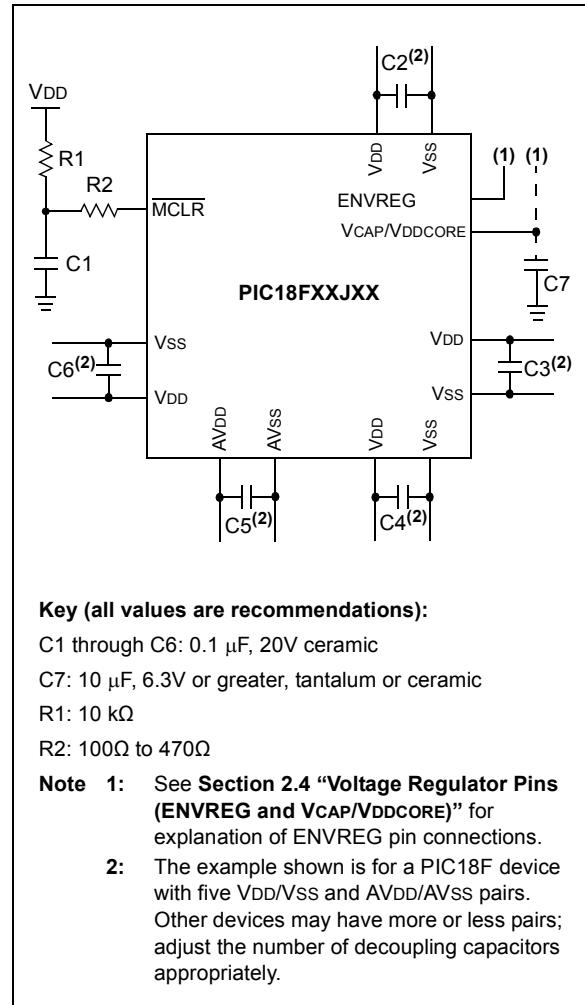 C2(2)
VDD
R1
R2
VDD
VSS
(1) (1)
MCLR
ENVREG
VCAP/VDDCORE
C1
C7
PIC18FXXJXX
VSS
VDD
C6(2)
C3(2)
VDD
VSS
AVDD
AVSS
VDD
VSS
C5(2)
C4(2)
Key (all values are recommendations):
C1 through C6: 0.1 μF, 20V ceramic
C7: 10 μF, 6.3V or greater, tantalum or ceramic
R1: 10 kΩ
R2: 100Ω to 470Ω
Note 1: See Section 2.4 “Voltage Regulator Pins
(ENVREG and VCAP/VDDCORE)” for
explanation of ENVREG pin connections.
2: The example shown is for a PIC18F device
with five VDD/VSS and AVDD/AVSS pairs.
Other devices may have more or less pairs;
adjust the number of decoupling capacitors
appropriately.